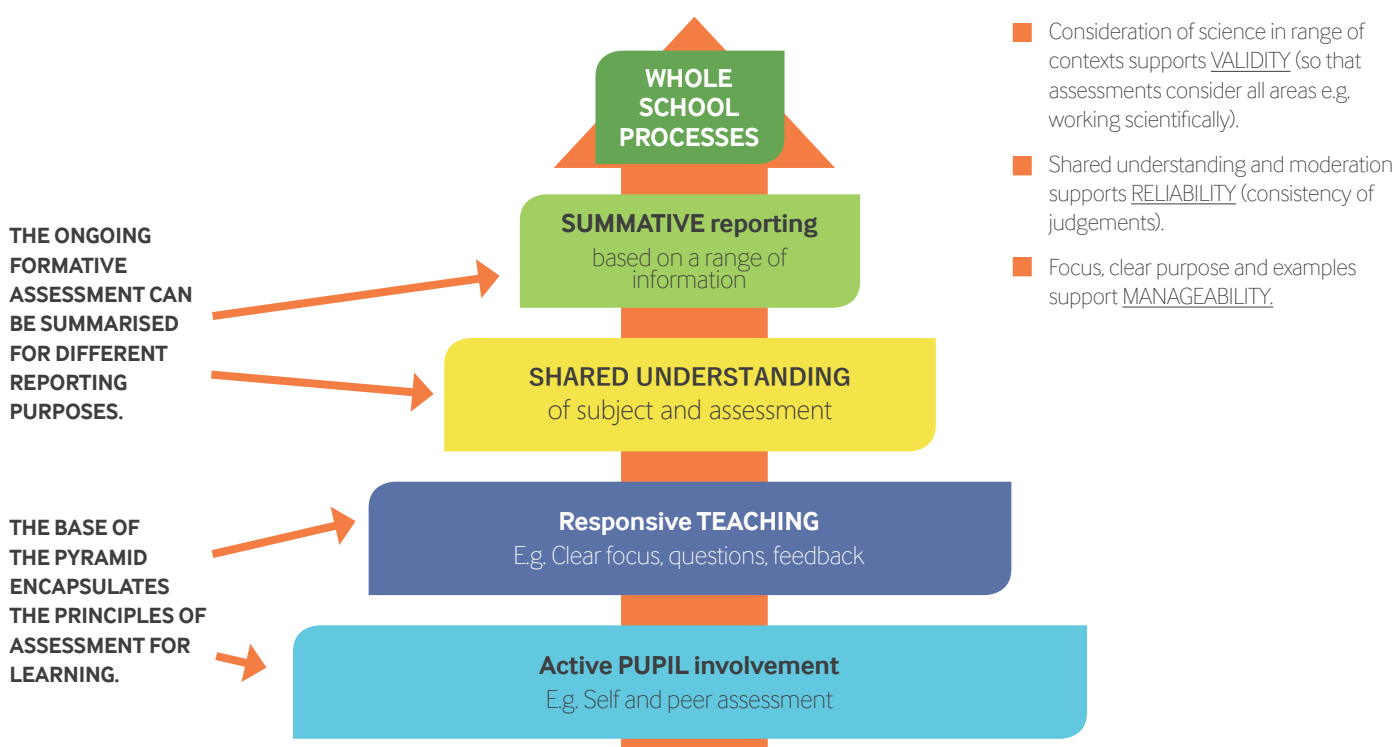 WHOLE
SCHOOL
PROCESSES
SUMMATIVE reporting
based on a range of
information
SHARED UNDERSTANDING
of subject and assessment
Responsive TEACHING
E.g. Clear focus, questions, feedback
Active PUPIL involvement
E.g. Self and peer assessment
THE ONGOING
FORMATIVE
ASSESSMENT CAN
BE SUMMARISED
FOR DIFFERENT
REPORTING
PURPOSES.
THE BASE OF
THE PYRAMID
ENCAPSULATES
THE PRINCIPLES OF
ASSESSMENT FOR
LEARNING.
Consideration of science in range of
contexts supports VALIDITY (so that
assessments consider all areas e.g.
working scientifically).
Shared understanding and moderation
supports RELIABILITY (consistency of
judgements).
Focus, clear purpose and examples
support MANAGEABILITY.